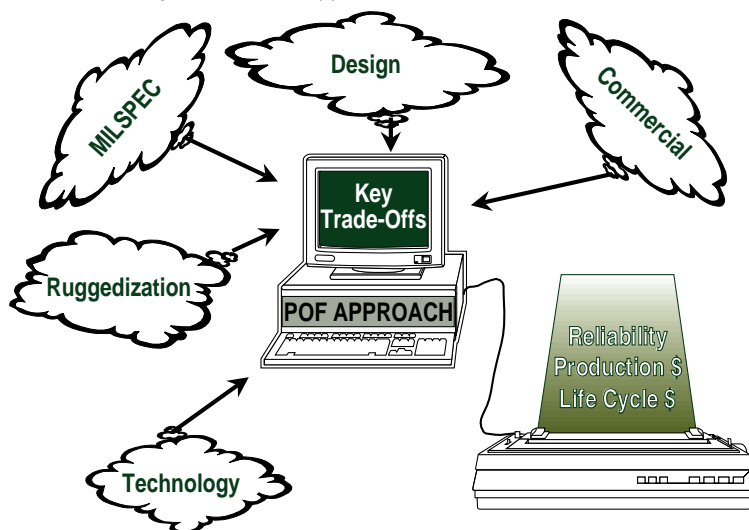 Design
MILSPEC
Commercial
Key
Trade-Offs
Ruggedization
POF APPROACH
Reliability
Production $
Life Cycle $
Technology